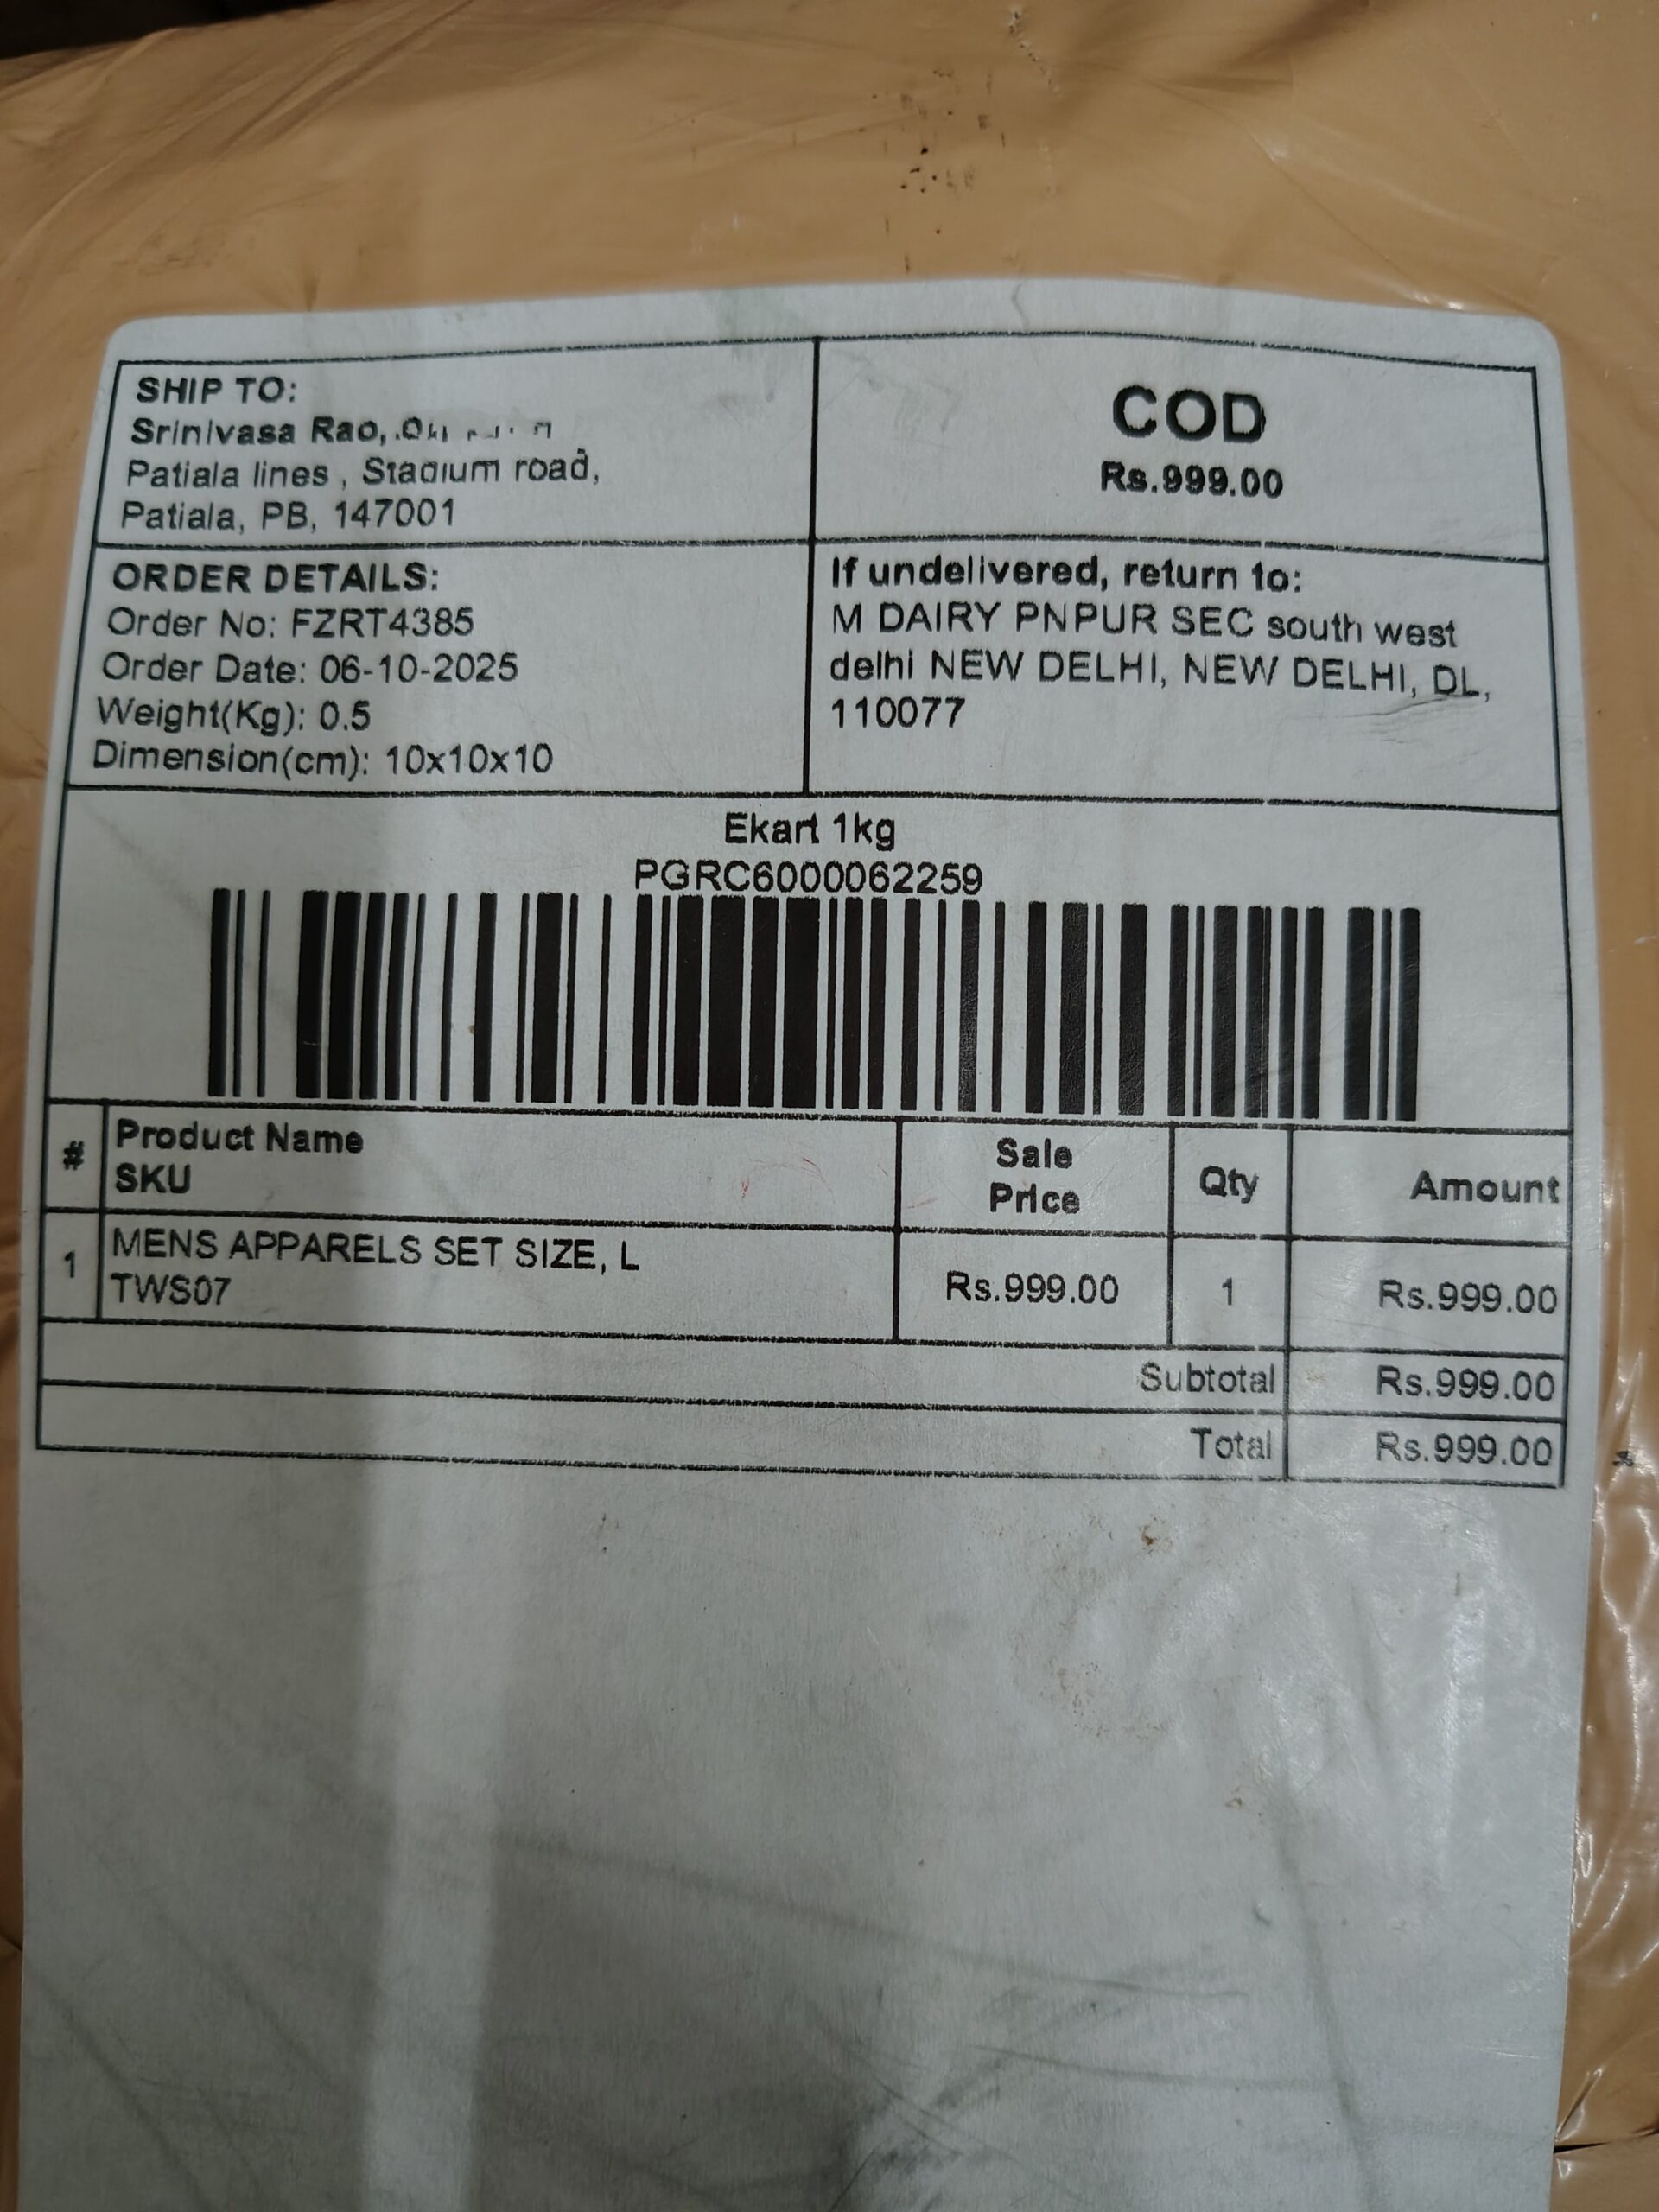 SHIP TO:
Srinivasa Rao,
Patiala lines , Stadium road,
Patiala, PB, 147001
COD
Rs.999.00
ORDER DETAILS:
Order No: FZRT4385
Order Date: 06-10-2025
Weight(Kg): 0.5
Dimension(cm): 10x10x10
If undelivered, return to:
M DAIRY PNPUR SEC south west
delhi NEW DELHI, NEW DELHI, DL,
110077
Ekart 1kg
PGRC6000062259
# Product Name SKU Sale Price Qty Amount
1 MENS APPARELS SET SIZE, L TWS07 Rs.999.00 1 Rs.999.00
Subtotal Rs.999.00
Total Rs.999.00